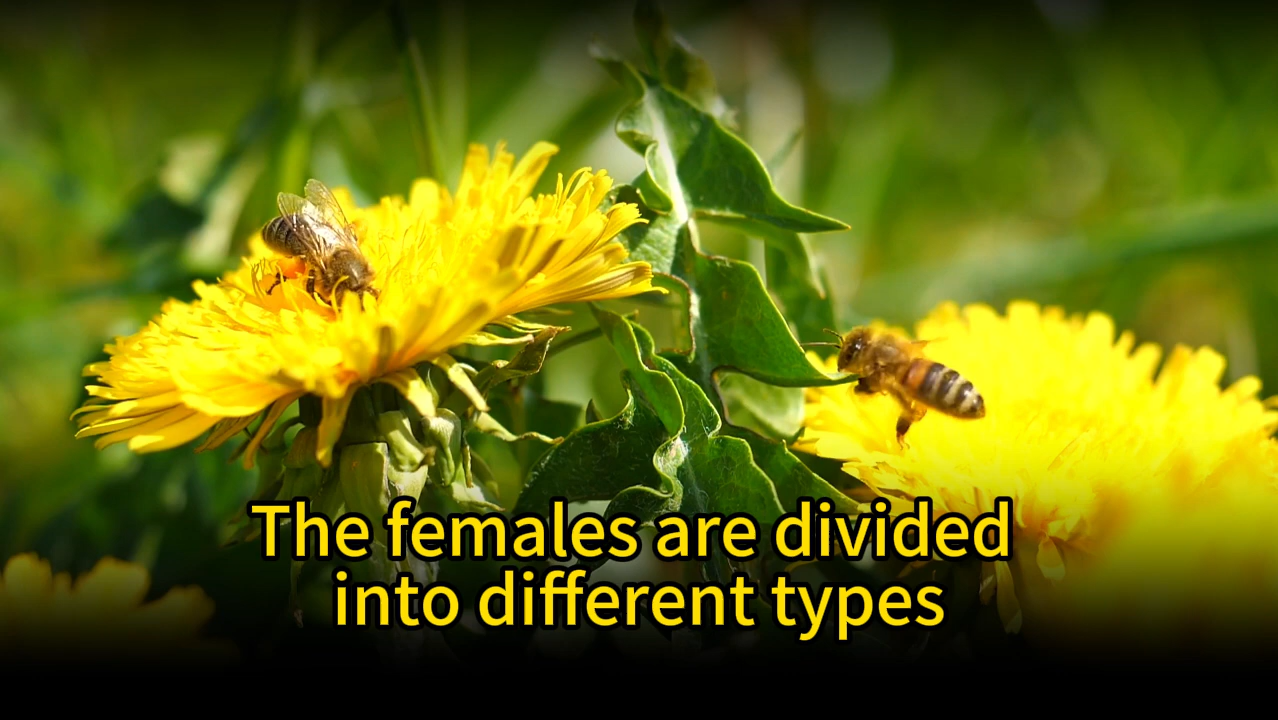 The females are divided
into different types